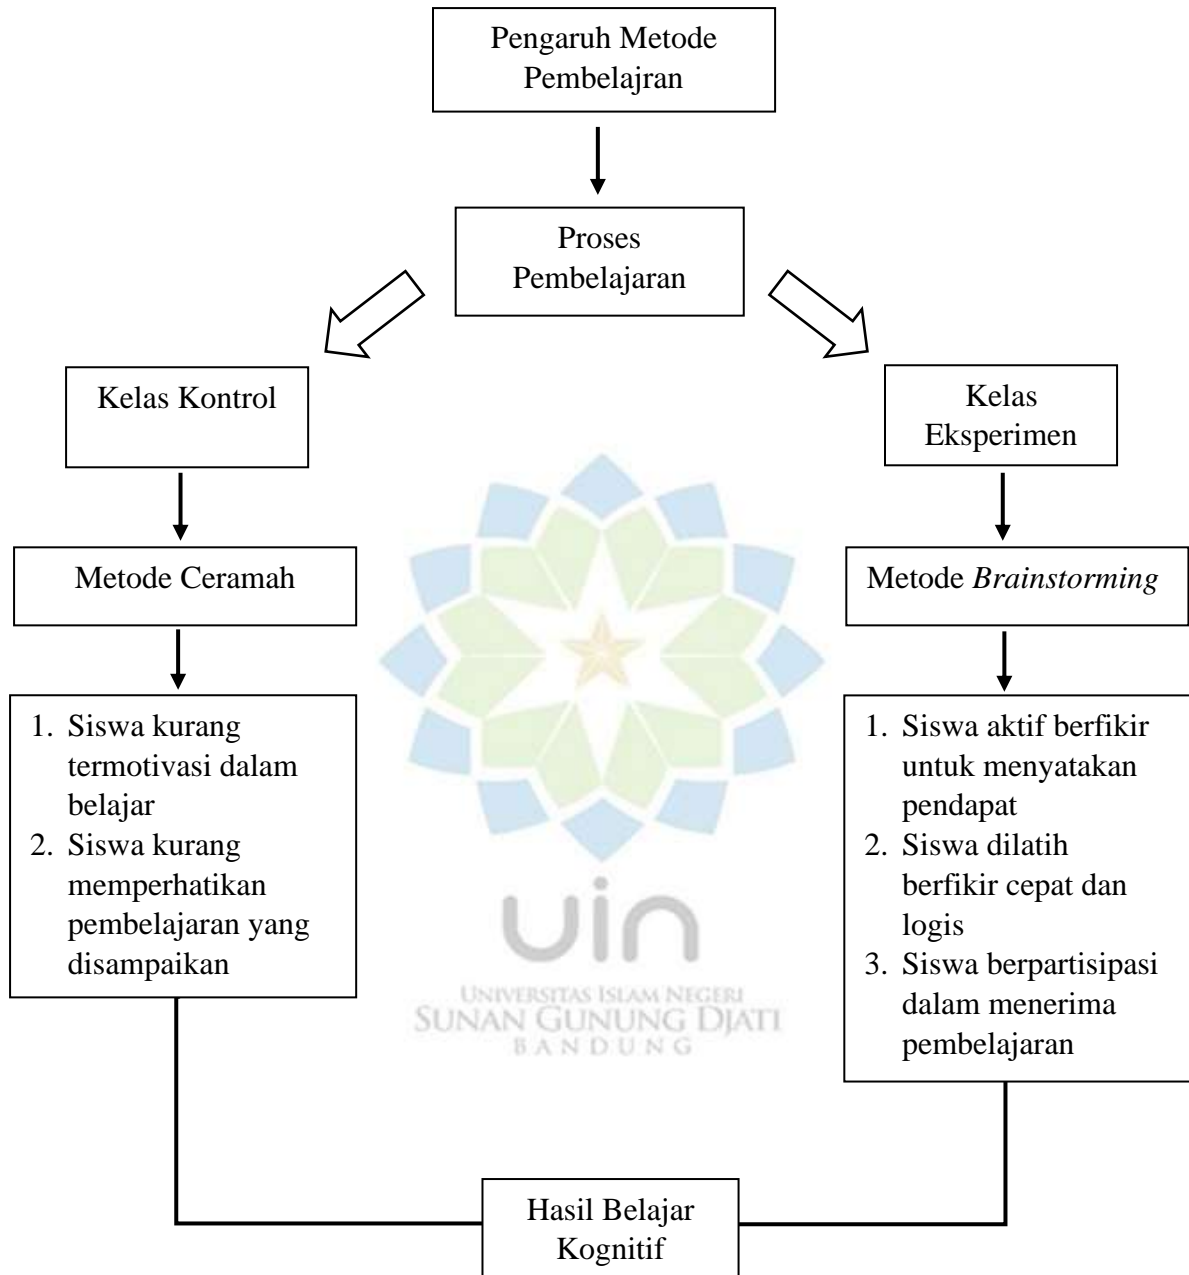 Pengaruh Metode
Pembelajran
Proses
Pembelajaran
Kelas Kontrol
Kelas
Eksperimen
Metode Ceramah
Metode Brainstorming
1. Siswa kurang
termotivasi dalam
belajar
2. Siswa kurang
memperhatikan
pembelajaran yang
disampaikan
1. Siswa aktif berfikir
untuk menyatakan
pendapat
2. Siswa dilatih
berfikir cepat dan
logis
3. Siswa berpartisipasi
dalam menerima
pembelajaran
uin
UNIVERSITAS ISLAM NEGERI
SUNAN GUNUNG DJATI
BANDUNG
Hasil Belajar
Kognitif